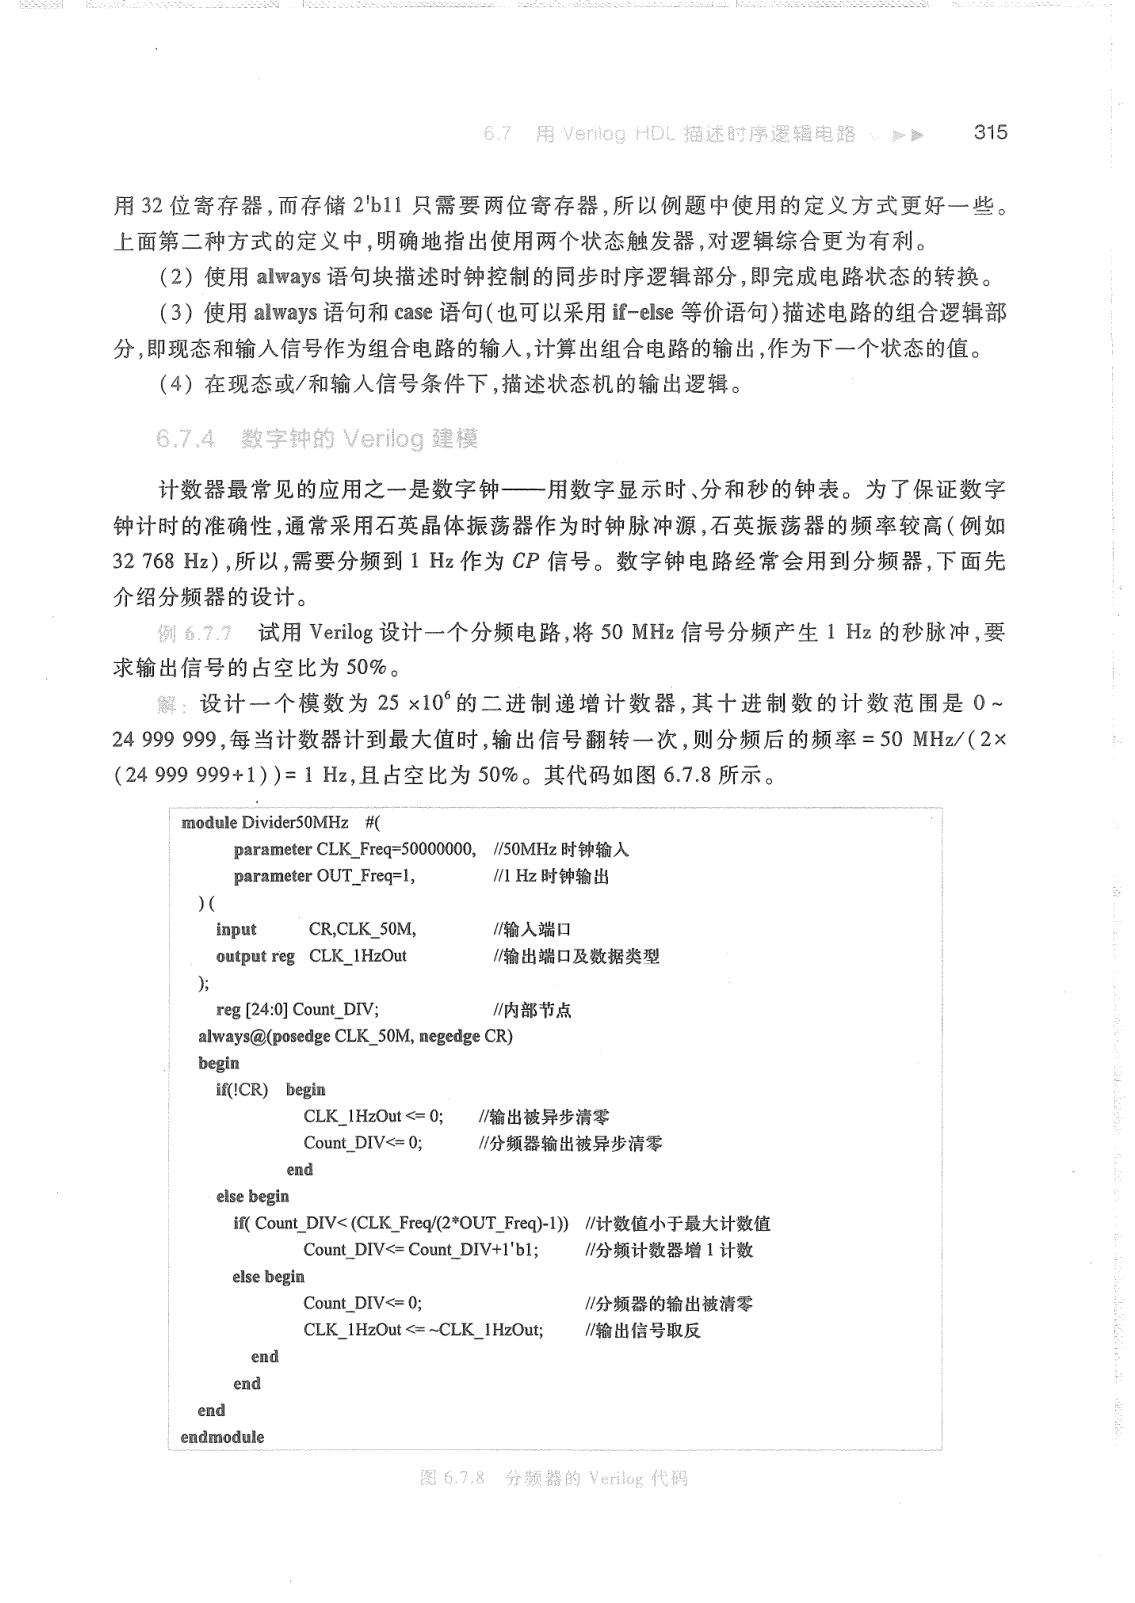 6.7 用 Verilog HDL 描述时序逻辑电路 ▶▶ 315
用 32 位寄存器,而存储 2'b11 只需要两位寄存器,所以例题中使用的定义方式更好一些。
上面第二种方式的定义中,明确地指出使用两个状态触发器,对逻辑综合更为有利。
(2) 使用 always 语句块描述时钟控制的同步时序逻辑部分,即完成电路状态的转换。
(3) 使用 always 语句和 case 语句(也可以采用 if-else 等价语句)描述电路的组合逻辑部
分,即现态和输入信号作为组合电路的输入,计算出组合电路的输出,作为下一个状态的值。
(4) 在现态或/和输入信号条件下,描述状态机的输出逻辑。
6.7.4 数字钟的 Verilog 建模
计数器最常见的应用之一是数字钟——用数字显示时、分和秒的钟表。为了保证数字
钟计时的准确性,通常采用石英晶体振荡器作为时钟脉冲源,石英振荡器的频率较高(例如
32 768 Hz),所以,需要分频到 1 Hz 作为 CP 信号。数字钟电路经常会用到分频器,下面先
介绍分频器的设计。
例 6.7.7 试用 Verilog 设计一个分频电路,将 50 MHz 信号分频产生 1 Hz 的秒脉冲,要
求输出信号的占空比为 50%。
解: 设计一个模数为 25 ×10⁶ 的二进制递增计数器,其十进制数的计数范围是 0 ~
24 999 999,每当计数器计到最大值时,输出信号翻转一次,则分频后的频率 = 50 MHz/(2×
(24 999 999+1))= 1 Hz,且占空比为 50%。其代码如图 6.7.8 所示。
module Divider50MHz #(
parameter CLK_Freq=50000000, //50MHz 时钟输入
parameter OUT_Freq=1, //1 Hz 时钟输出
)(
input CR,CLK_50M, //输入端口
output reg CLK_1HzOut //输出端口及数据类型
);
reg [24:0] Count_DIV; //内部节点
always@(posedge CLK_50M, negedge CR)
begin
if(!CR) begin
CLK_1HzOut <= 0; //输出被异步清零
Count_DIV<= 0; //分频器输出被异步清零
end
else begin
if( Count_DIV< (CLK_Freq/(2*OUT_Freq)-1)) //计数值小于最大计数值
Count_DIV<= Count_DIV+1'b1; //分频计数器增 1 计数
else begin
Count_DIV<= 0; //分频器的输出被清零
CLK_1HzOut <= ~CLK_1HzOut; //输出信号取反
end
end
end
endmodule
图 6.7.8 分频器的 Verilog 代码